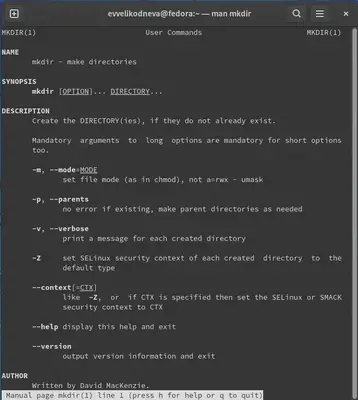 evvelikodneva@fedora:~ — man mkdir
MKDIR(1) User Commands MKDIR(1)
NAME
mkdir - make directories
SYNOPSIS
mkdir [OPTION]... DIRECTORY...
DESCRIPTION
Create the DIRECTORY(ies), if they do not already exist.
Mandatory arguments to long options are mandatory for short options
too.
-m, --mode=MODE
set file mode (as in chmod), not a=rwx - umask
-p, --parents
no error if existing, make parent directories as needed
-v, --verbose
print a message for each created directory
-Z set SELinux security context of each created directory to the
default type
--context[=CTX]
like -Z, or if CTX is specified then set the SELinux or SMACK
security context to CTX
--help display this help and exit
--version
output version information and exit
AUTHOR
Written by David MacKenzie.
Manual page mkdir(1) line 1 (press h for help or q to quit)